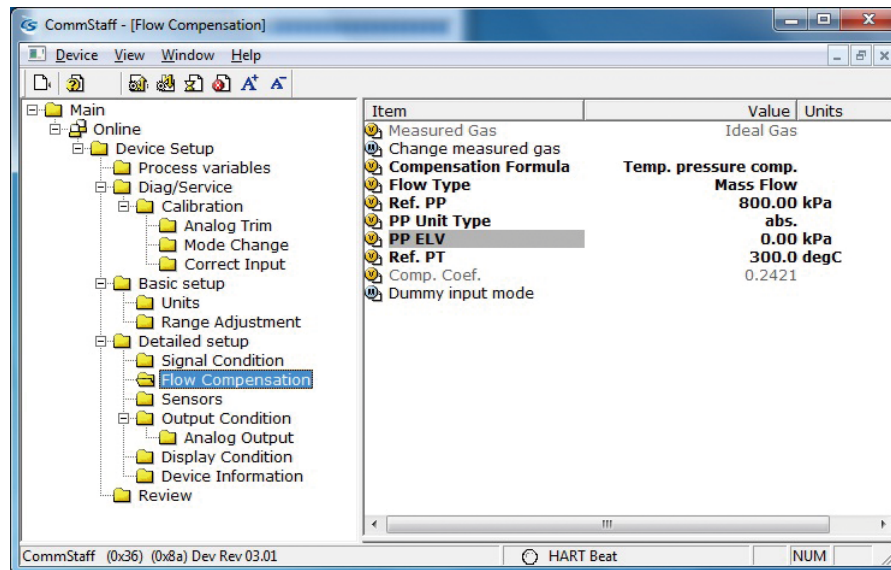 CommStaff - [Flow Compensation]
Device View Window Help
Main
Online
Device Setup
Process variables
Diag/Service
Calibration
Analog Trim
Mode Change
Correct Input
Basic setup
Units
Range Adjustment
Detailed setup
Signal Condition
Flow Compensation
Sensors
Output Condition
Analog Output
Display Condition
Device Information
Review
Item Value Units
Measured Gas Ideal Gas
Change measured gas
Compensation Formula Temp. pressure comp.
Flow Type Mass Flow
Ref. PP 800.00 kPa
PP Unit Type abs.
PP ELV 0.00 kPa
Ref. PT 300.0 degC
Comp. Coef. 0.2421
Dummy input mode
CommStaff (0x36) (0x8a) Dev Rev 03.01 HART Beat NUM